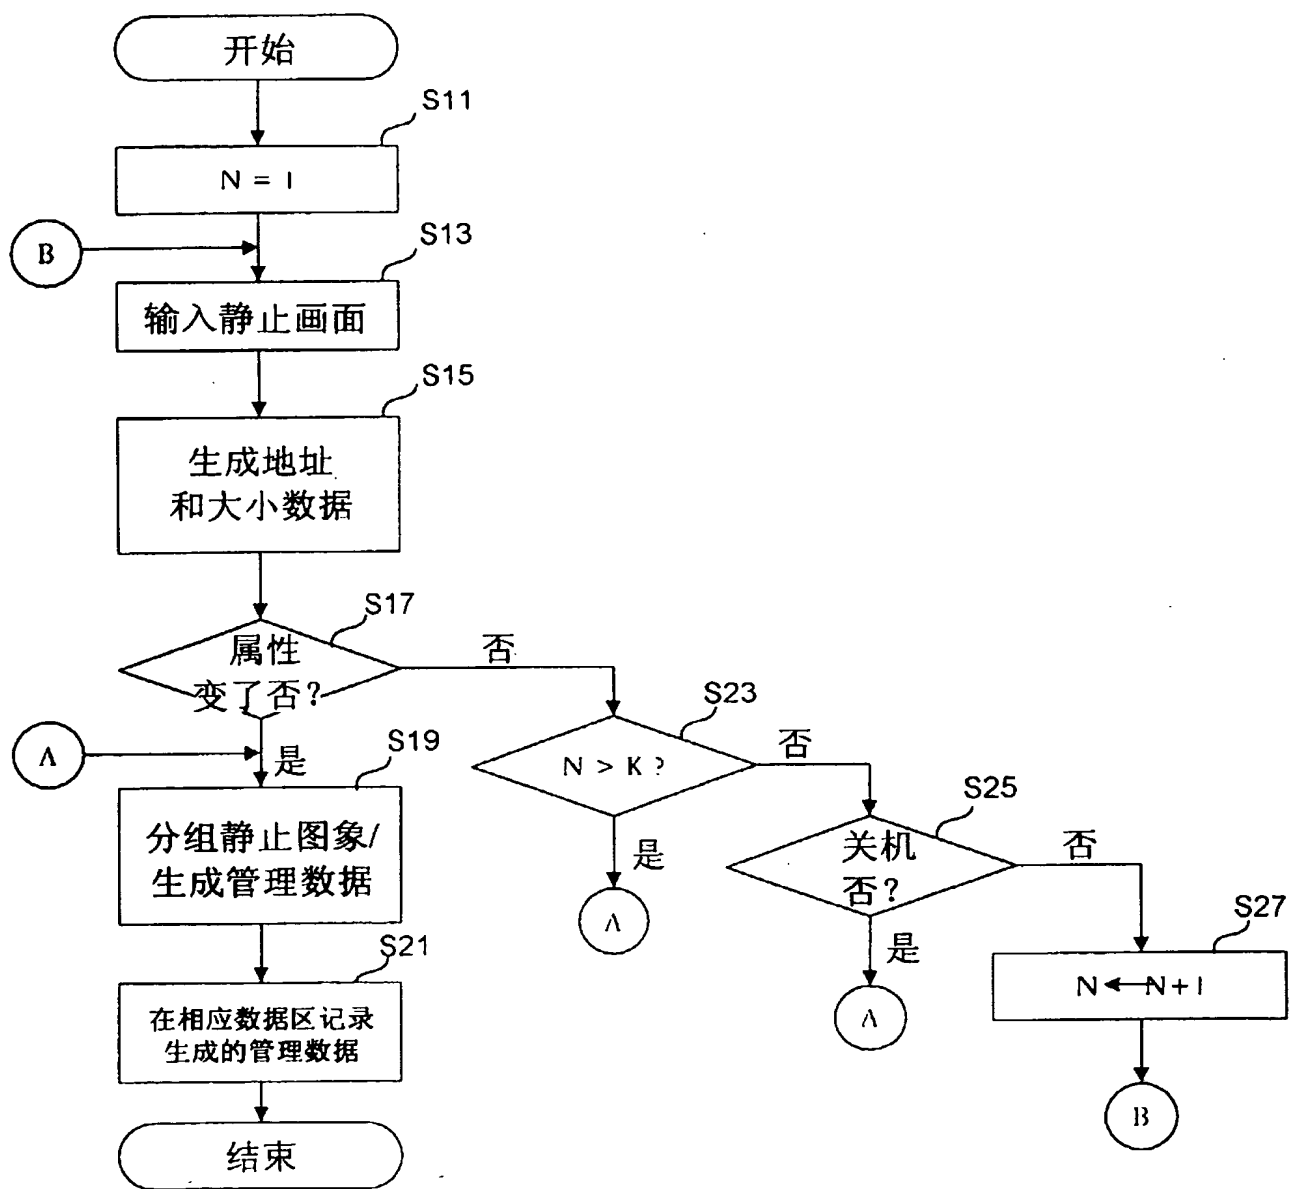 开始
S11
N = 1
B
S13
输入静止画面
S15
生成地址
和大小数据
S17
属性
变了否?
否
S23
N > K ?
否
S25
关机
否?
否
S27
N←N+1
B
是
A
是
A
A
是
S19
分组静止图象/
生成管理数据
S21
在相应数据区记录
生成的管理数据
结束